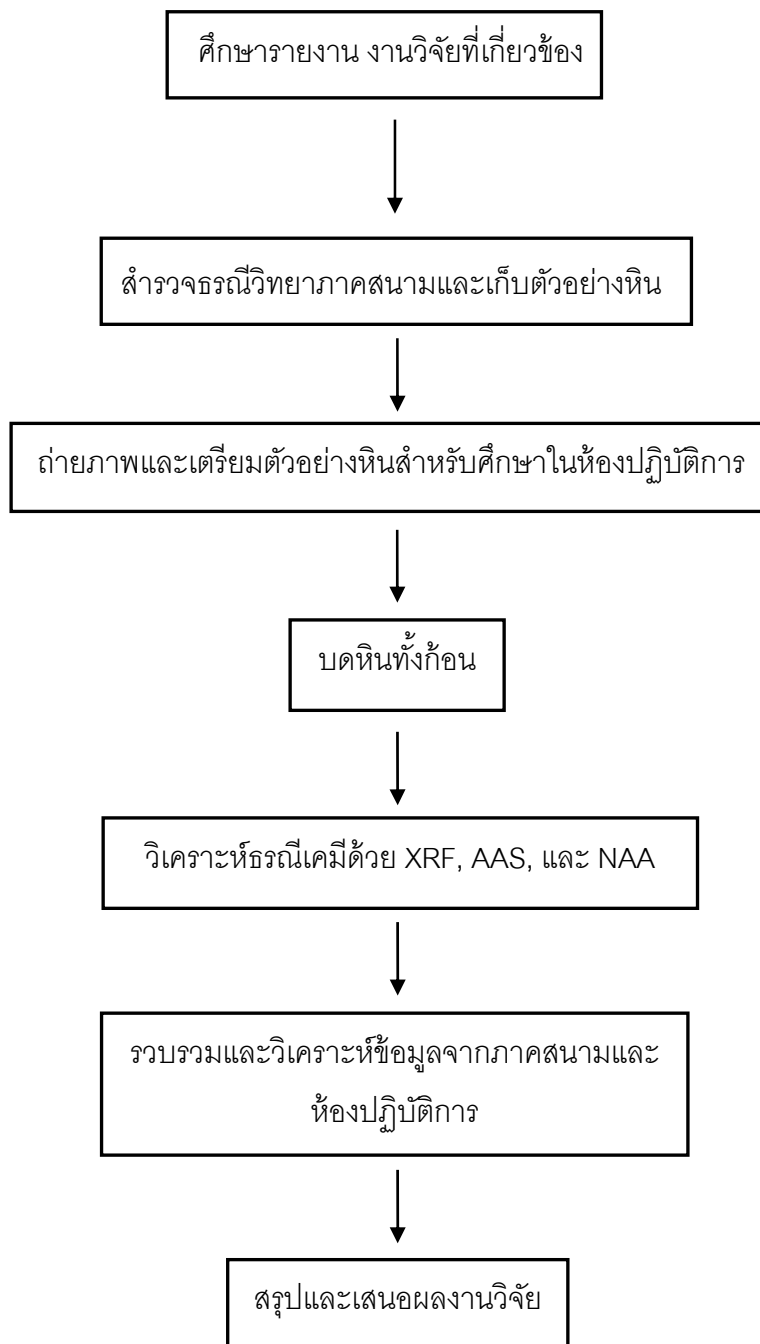 ศึกษารายงาน งานวิจัยที่เกี่ยวข้อง
สำรวจธรณีวิทยาภาคสนามและเก็บตัวอย่างหิน
ถ่ายภาพและเตรียมตัวอย่างหินสำหรับศึกษาในห้องปฏิบัติการ
บดหินทั้งก้อน
วิเคราะห์ธรณีเคมีด้วย XRF, AAS, และ NAA
รวบรวมและวิเคราะห์ข้อมูลจากภาคสนามและ
ห้องปฏิบัติการ
สรุปและเสนอผลงานวิจัย